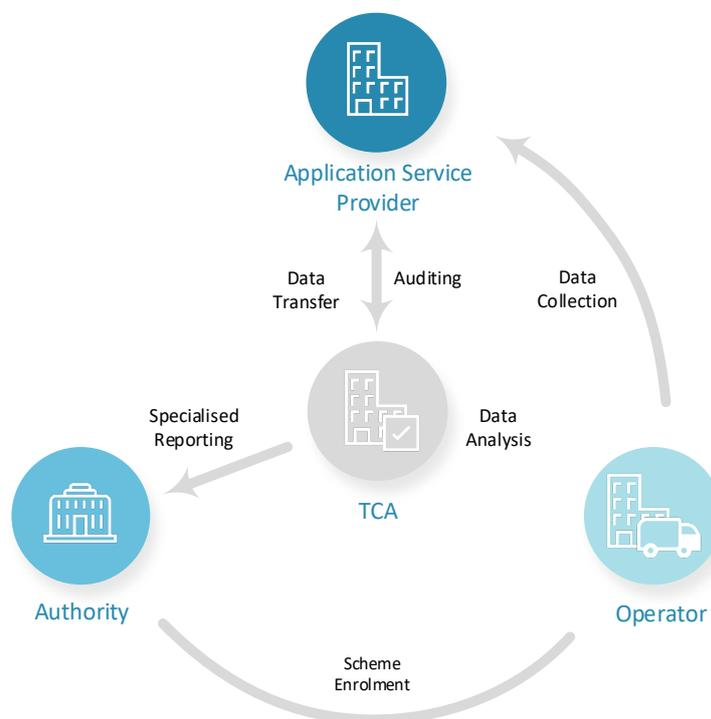 Application Service
Provider
Data
Transfer
Auditing
Data
Collection
Specialised
Reporting
Data
Analysis
TCA
Authority
Operator
Scheme
Enrolment